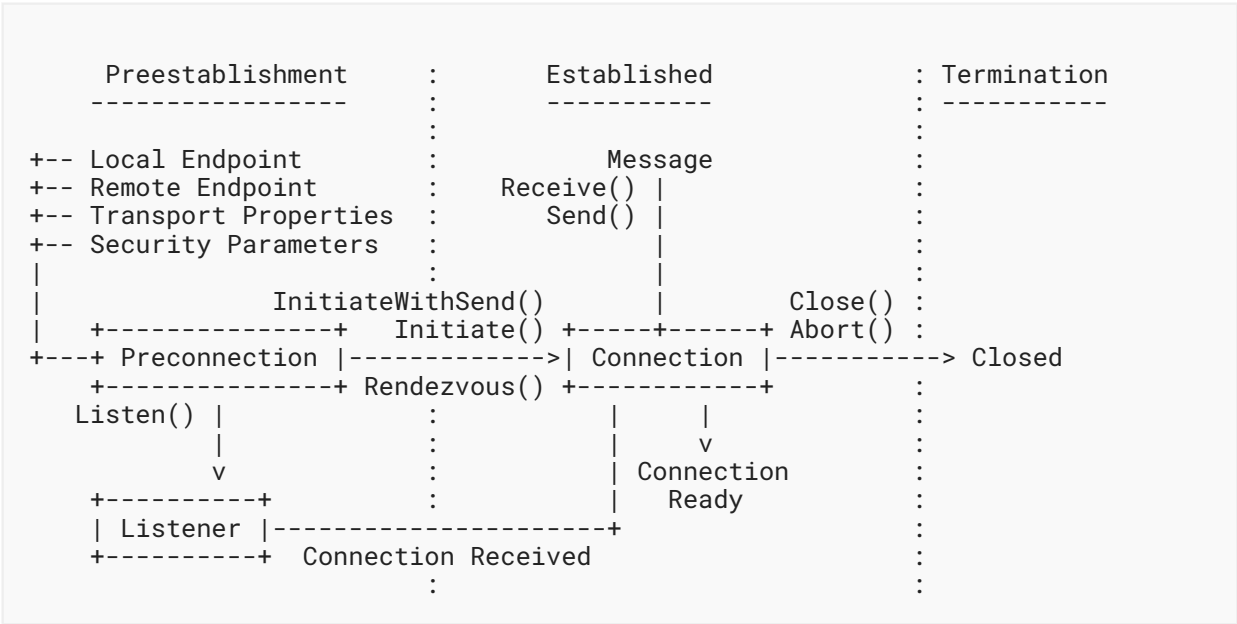 Preestablishment     :       Established             : Termination
    -----------------     :       -----------             : -----------
                          :                               :
+-- Local Endpoint        :           Message             :
+-- Remote Endpoint       :    Receive() |                :
+-- Transport Properties  :       Send() |                :
+-- Security Parameters   :              |                :
|                         :              |                :
|               InitiateWithSend()       |        Close() :
|   +---------------+   Initiate() +-----+------+ Abort() :
+---+ Preconnection |------------->| Connection |-----------> Closed
    +---------------+ Rendezvous() +------------+         :
   Listen() |             :           |     |             :
            |             :           |     v             :
            v             :           | Connection        :
    +----------+          :           |   Ready           :
    | Listener |----------------------+                   :
    +----------+  Connection Received                     :
                          :                               :